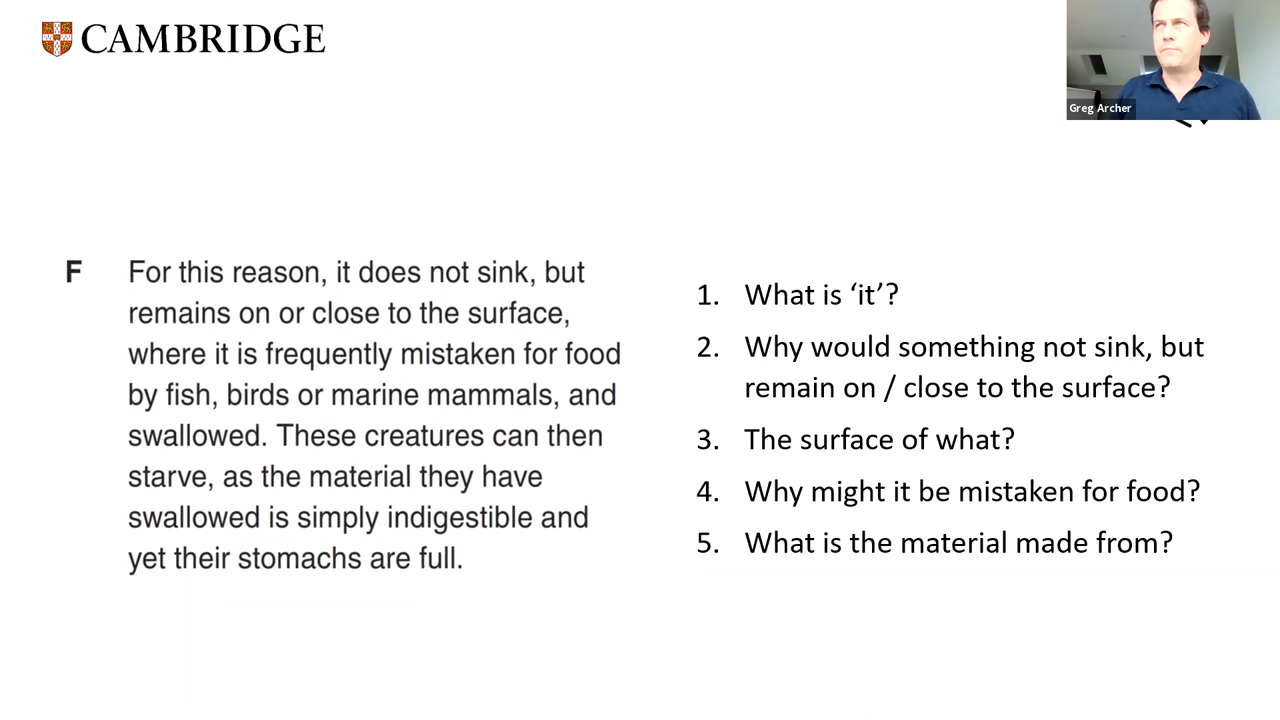 CAMBRIDGE
Greg Archer
F For this reason, it does not sink, but
remains on or close to the surface,
where it is frequently mistaken for food
by fish, birds or marine mammals, and
swallowed. These creatures can then
starve, as the material they have
swallowed is simply indigestible and
yet their stomachs are full.
1. What is ‘it’?
2. Why would something not sink, but
remain on / close to the surface?
3. The surface of what?
4. Why might it be mistaken for food?
5. What is the material made from?